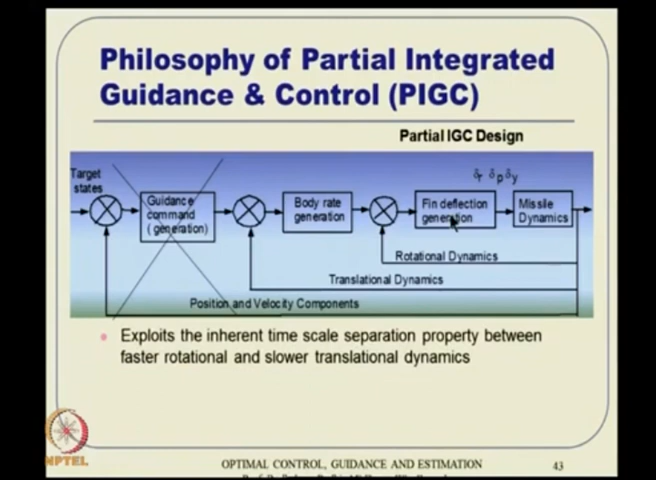 Philosophy of Partial Integrated
Guidance & Control (PIGC)
Partial IGC Design
Target
states
Guidance
command
(generation)
Body rate
generation
δr δp δy
Fin deflection
generation
Missile
Dynamics
Rotational Dynamics
Translational Dynamics
Position and Velocity Components
Exploits the inherent time scale separation property between
faster rotational and slower translational dynamics
NPTEL
OPTIMAL CONTROL, GUIDANCE AND ESTIMATION
43